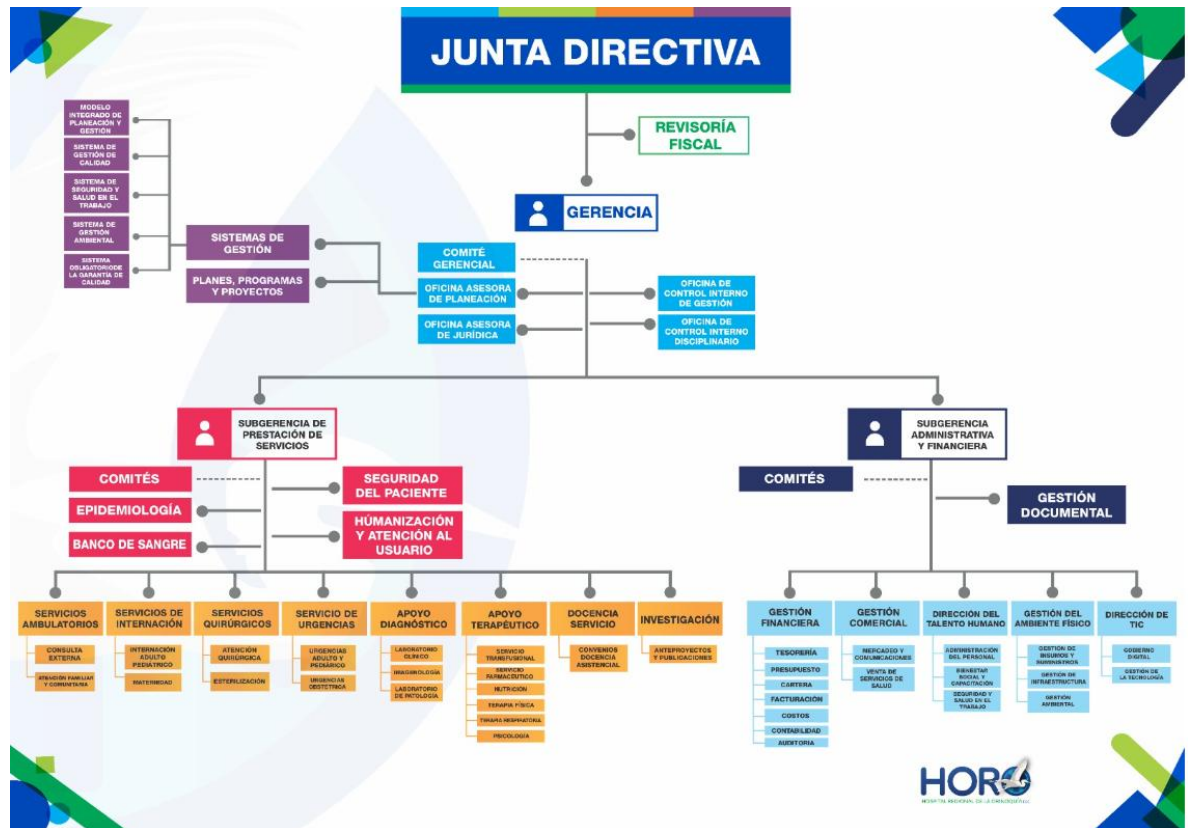 JUNTA DIRECTIVA
REVISORÍA
FISCAL
GERENCIA
MODELO
INTEGRADO DE
PLANEACIÓN Y
GESTIÓN
SISTEMA DE
GESTIÓN DE
CALIDAD
SISTEMA DE
SEGURIDAD Y
SALUD EN EL
TRABAJO
SISTEMA DE
GESTIÓN
AMBIENTAL
SISTEMA
OBLIGATORIODE
LA GARANTÍA DE
CALIDAD
SISTEMAS DE
GESTIÓN
PLANES, PROGRAMAS
Y PROYECTOS
COMITÉ
GERENCIAL
OFICINA ASESORA
DE PLANEACIÓN
OFICINA ASESORA
DE JURÍDICA
OFICINA DE
CONTROL INTERNO
DE GESTIÓN
OFICINA DE
CONTROL INTERNO
DISCIPLINARIO
SUBGERENCIA DE
PRESTACIÓN DE
SERVICIOS
COMITÉS
EPIDEMIOLOGÍA
BANCO DE SANGRE
SEGURIDAD
DEL PACIENTE
HÚMANIZACIÓN
Y ATENCIÓN AL
USUARIO
SUBGERENCIA
ADMINISTRATIVA
Y FINANCIERA
COMITÉS
GESTIÓN
DOCUMENTAL
SERVICIOS
AMBULATORIOS
CONSULTA
EXTERNA
ATENCIÓN FAMILIAR
Y COMUNITARIA
SERVICIOS DE
INTERNACIÓN
INTERNACIÓN
ADULTO
PEDIÁTRICO
MATERNIDAD
SERVICIOS
QUIRÚRGICOS
ATENCIÓN
QUIRÚRGICA
ESTERILIZACIÓN
SERVICIO DE
URGENCIAS
URGENCIAS
ADULTO Y
PEDIÁTRICO
URGENCIAS
OBSTÉTRICA
APOYO
DIAGNÓSTICO
LABORATORIO
CLÍNICO
IMAGENOLOGÍA
LABORATORIO
DE PATOLOGÍA
APOYO
TERAPÉUTICO
SERVICIO
TRANSFUSIONAL
SERVICIO
FARMACÉUTICO
NUTRICIÓN
TERAPIA FÍSICA
TERAPIA RESPIRATORIA
PSICOLOGÍA
DOCENCIA
SERVICIO
CONVENIOS
DOCENCIA
ASISTENCIAL
INVESTIGACIÓN
ANTEPROYECTOS
Y PUBLICACIONES
GESTIÓN
FINANCIERA
TESORERÍA
PRESUPUESTO
CARTERA
FACTURACIÓN
COSTOS
CONTABILIDAD
AUDITORIA
GESTIÓN
COMERCIAL
MERCADEO Y
COMUNICACIONES
VENTA DE
SERVICIOS DE
SALUD
DIRECCIÓN DEL
TALENTO HUMANO
ADMINISTRACIÓN
DEL PERSONAL
BIENESTAR
SOCIAL Y
CAPACITACIÓN
SEGURIDAD Y
SALUD EN EL
TRABAJO
GESTIÓN DEL
AMBIENTE FÍSICO
GESTIÓN DE
INSUMOS Y
SUMINISTROS
GESTIÓN DE
INFRAESTRUCTURA
GESTIÓN
AMBIENTAL
DIRECCIÓN DE
TIC
GOBIERNO
DIGITAL
GESTIÓN DE
LA TECNOLOGÍA
HORO
HOSPITAL REGIONAL DE LA ORINOQUÍA